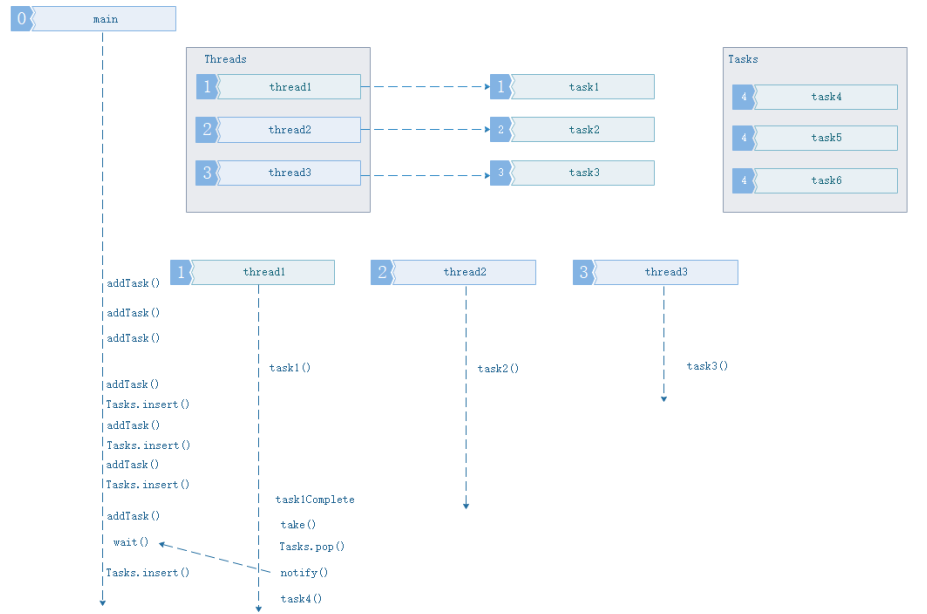 0 main
Threads
Tasks
1 thread1
1 task1
4 task4
2 thread2
2 task2
4 task5
3 thread3
3 task3
4 task6
1 thread1
2 thread2
3 thread3
addTask()
addTask()
addTask()
task1()
task2()
task3()
addTask()
Tasks.insert()
addTask()
Tasks.insert()
addTask()
Tasks.insert()
task1Complete
addTask()
take()
wait()
Tasks.pop()
Tasks.insert()
notify()
task4()